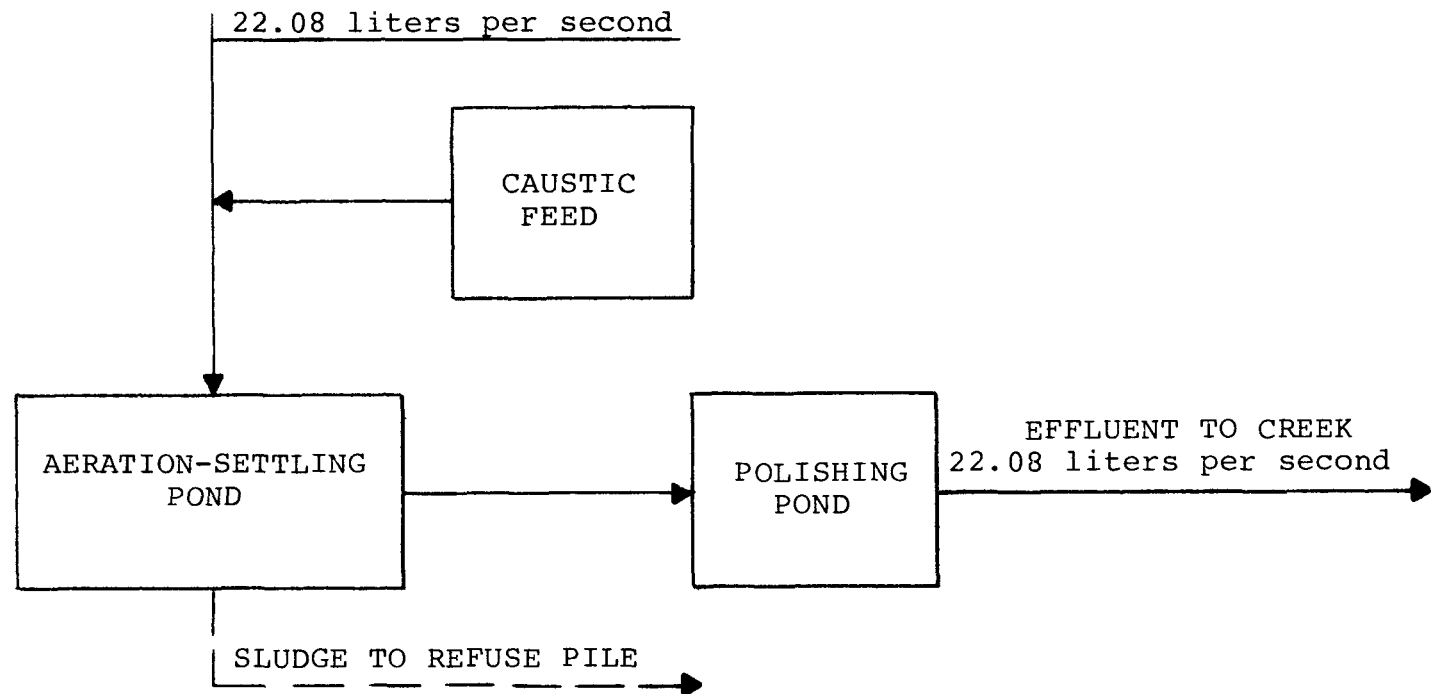 22.08 liters per second
CAUSTIC
FEED
AERATION-SETTLING
POND
POLISHING
POND
EFFLUENT TO CREEK
22.08 liters per second
SLUDGE TO REFUSE PILE